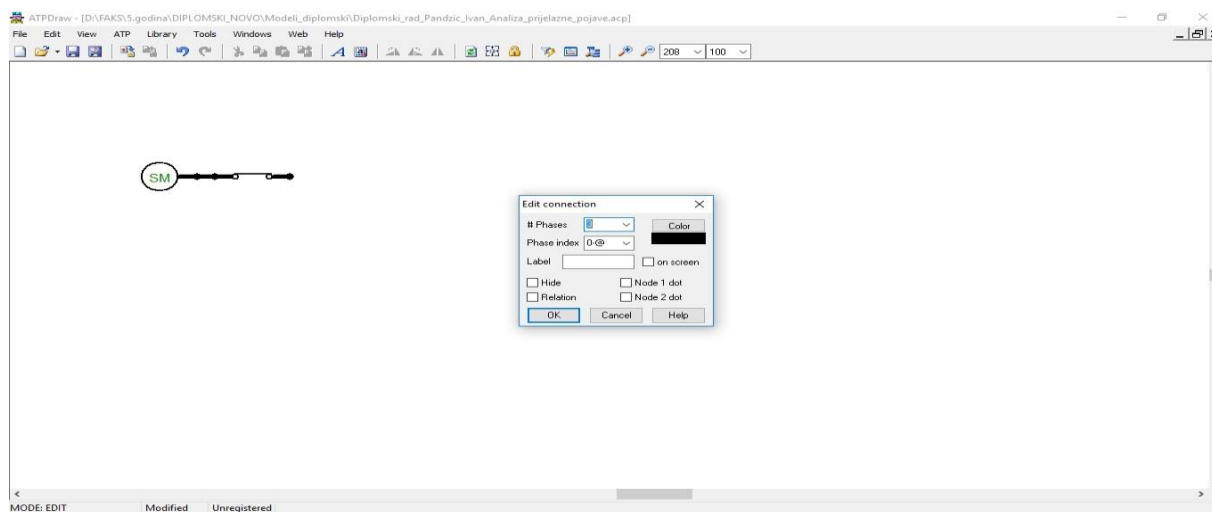 ATPDraw - [D:\FAKS\5.godina\DIPLOMSKI_NOVO\Modeli_diplomski\Diplomski_rad_Pandzic_Ivan_Analiza_prijelazne_pojave.acp]
File Edit View ATP Library Tools Windows Web Help
208 100
SM
Edit connection
# Phases Color
Phase index 0-@
Label on screen
Hide Node 1 dot
Relation Node 2 dot
OK Cancel Help
MODE: EDIT Modified Unregistered